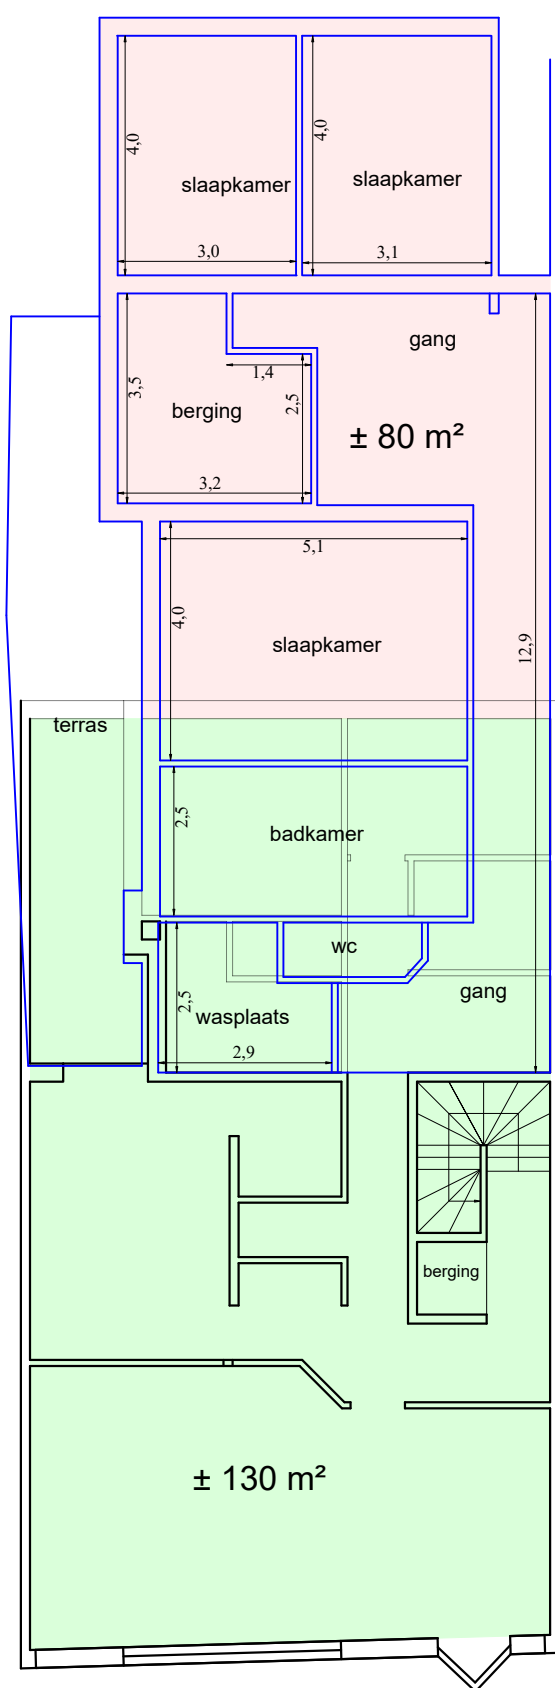 4,0
4,0
slaapkamer
slaapkamer
3,0
3,1
gang
1,4
3,5
2,5
berging
± 80 m²
3,2
5,1
4,0
slaapkamer
12,9
terras
2,5
badkamer
wc
2,5
gang
wasplaats
2,9
berging
± 130 m²